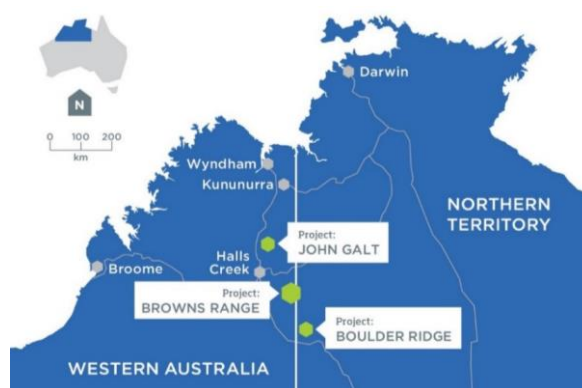 Darwin
N
0 100 200
km
Wyndham
Kununurra
NORTHERN
TERRITORY
Project:
JOHN GALT
Halls
Creek
Broome
Project:
BROWNS RANGE
Project:
BOULDER RIDGE
WESTERN AUSTRALIA